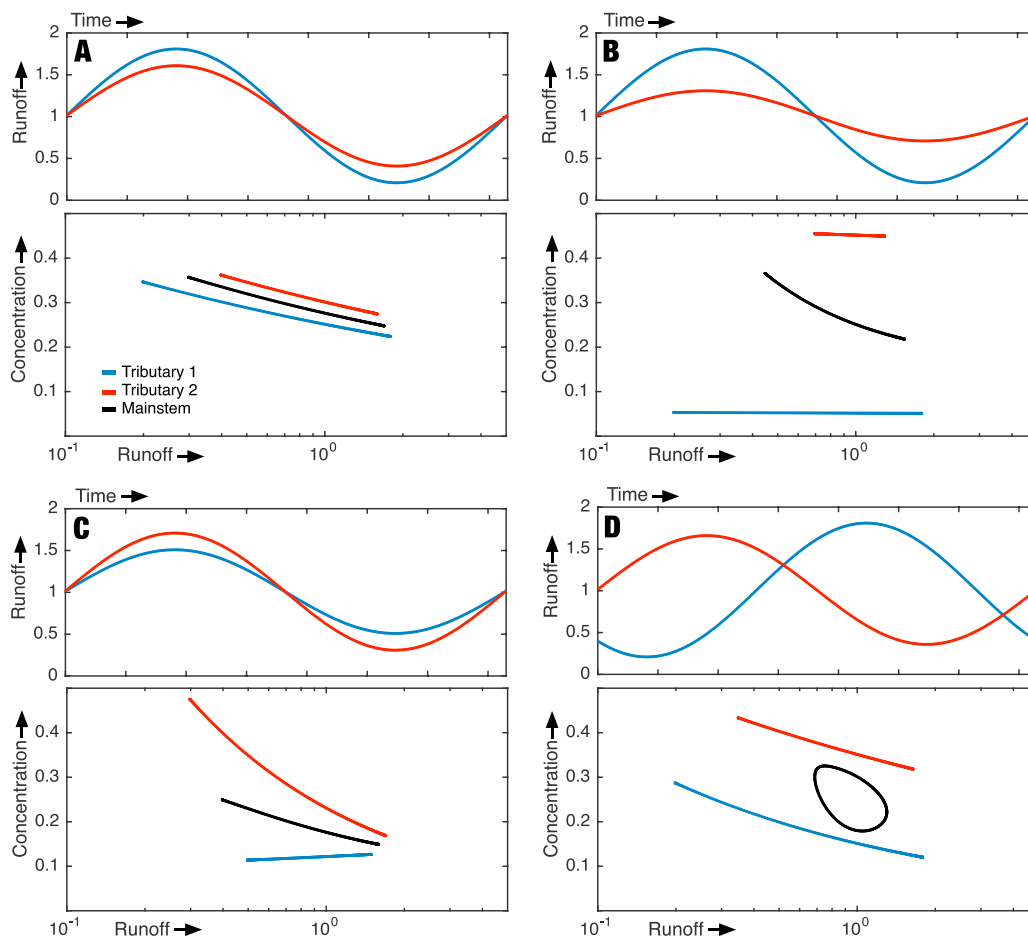 Time Time
2 2
A B
1.5 1.5
Runoff Runoff
1 1
0.5 0.5
0 0
0.4 0.4
Concentration Concentration
0.3 0.3
0.2 0.2
Tributary 1
Tributary 2
0.1 Mainstem 0.1
10^-1 Runoff 10^0 10^-1 Runoff 10^0
Time Time
2 2
C D
1.5 1.5
Runoff Runoff
1 1
0.5 0.5
0 0
0.4 0.4
Concentration Concentration
0.3 0.3
0.2 0.2
0.1 0.1
10^-1 Runoff 10^0 10^-1 Runoff 10^0